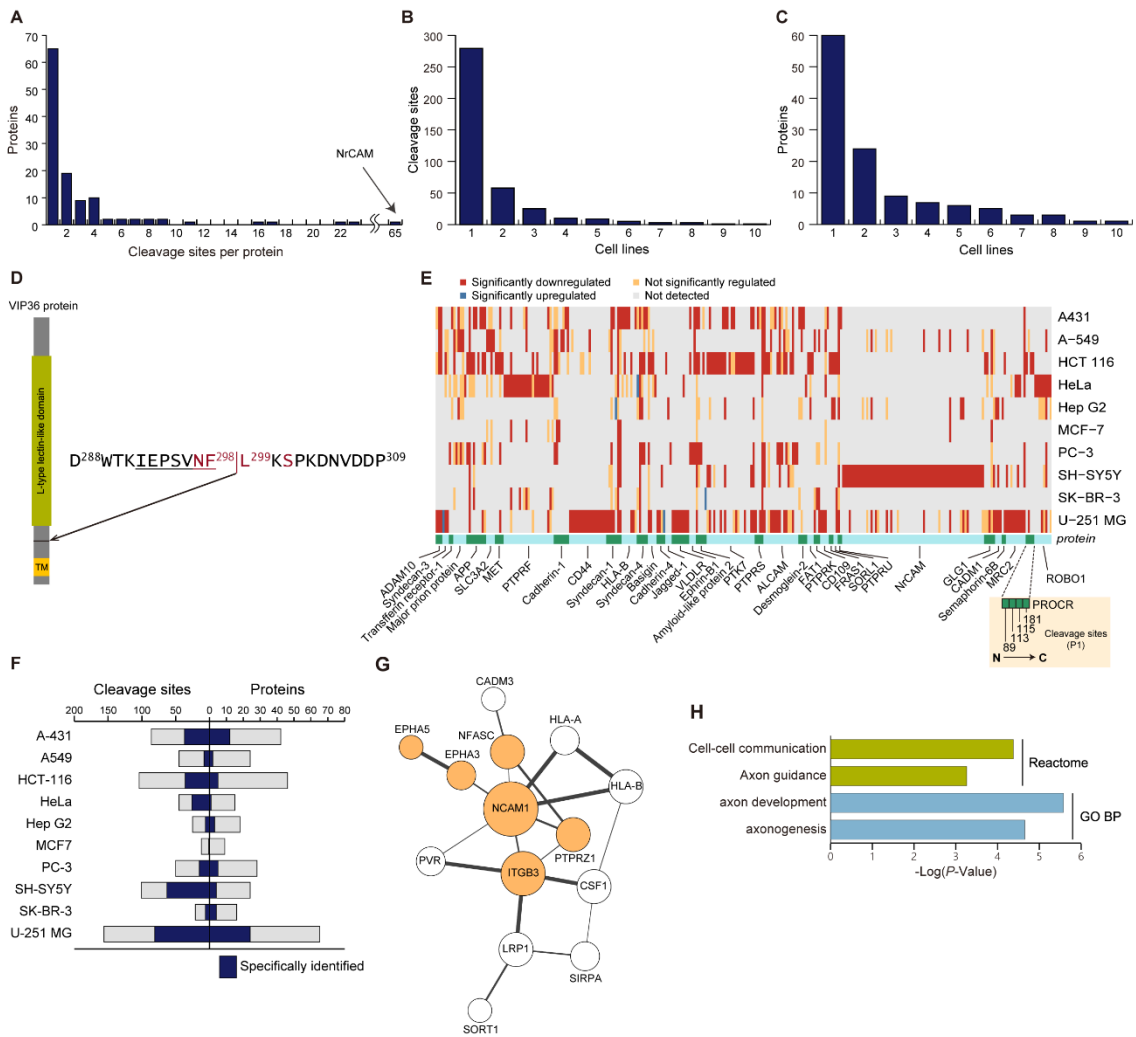 A
70
60
50
40
30
20
10
0
Proteins
NrCAM
2 4 6 8 10 12 14 16 18 20 22 65
Cleavage sites per protein
B
300
250
200
150
100
50
0
Cleavage sites
1 2 3 4 5 6 7 8 9 10
Cell lines
C
60
50
40
30
20
10
0
Proteins
1 2 3 4 5 6 7 8 9 10
Cell lines
D
VIP36 protein
L-type lectin-like domain
TM
D288WTKIEPSVNF298 L299KSPKDNVDDP309
E
Significantly downregulated
Significantly upregulated
Not significantly regulated
Not detected
A431
A−549
HCT 116
HeLa
Hep G2
MCF−7
PC−3
SH−SY5Y
SK−BR−3
U−251 MG
protein
ADAM10
Syndecan-3
Transfferin receptor-1
Major prion protein
APP
SLC3A2
MET
PTPRF
Cadherin-1
CD44
Syndecan-1
HLA-B
Syndecan-4
Basigin
Cadherin-4
Jagged-1
VLDLR
Ephrin-B1
Amyloid-like protein 2
PTK7
PTPRS
ALCAM
Desmoglein-2
FAT1
PTPRK
CD109
FRAS1
SORL1
PTPRU
NrCAM
GLG1
CADM1
Semaphorin-6B
MRC2
ROBO1
PROCR
181
115
113
89
Cleavage sites
(P1)
N C
F
Cleavage sites Proteins
200 150 100 50 0 10 20 30 40 50 60 70 80
A-431
A549
HCT-116
HeLa
Hep G2
MCF7
PC-3
SH-SY5Y
SK-BR-3
U-251 MG
Specifically identified
G
CADM3
HLA-A
EPHA5
NFASC
EPHA3
HLA-B
NCAM1
PTPRZ1
PVR
ITGB3
CSF1
LRP1
SIRPA
SORT1
H
Cell-cell communication
Axon guidance
axon development
axonogenesis
Reactome
GO BP
0 1 2 3 4 5 6
-Log(P-Value)